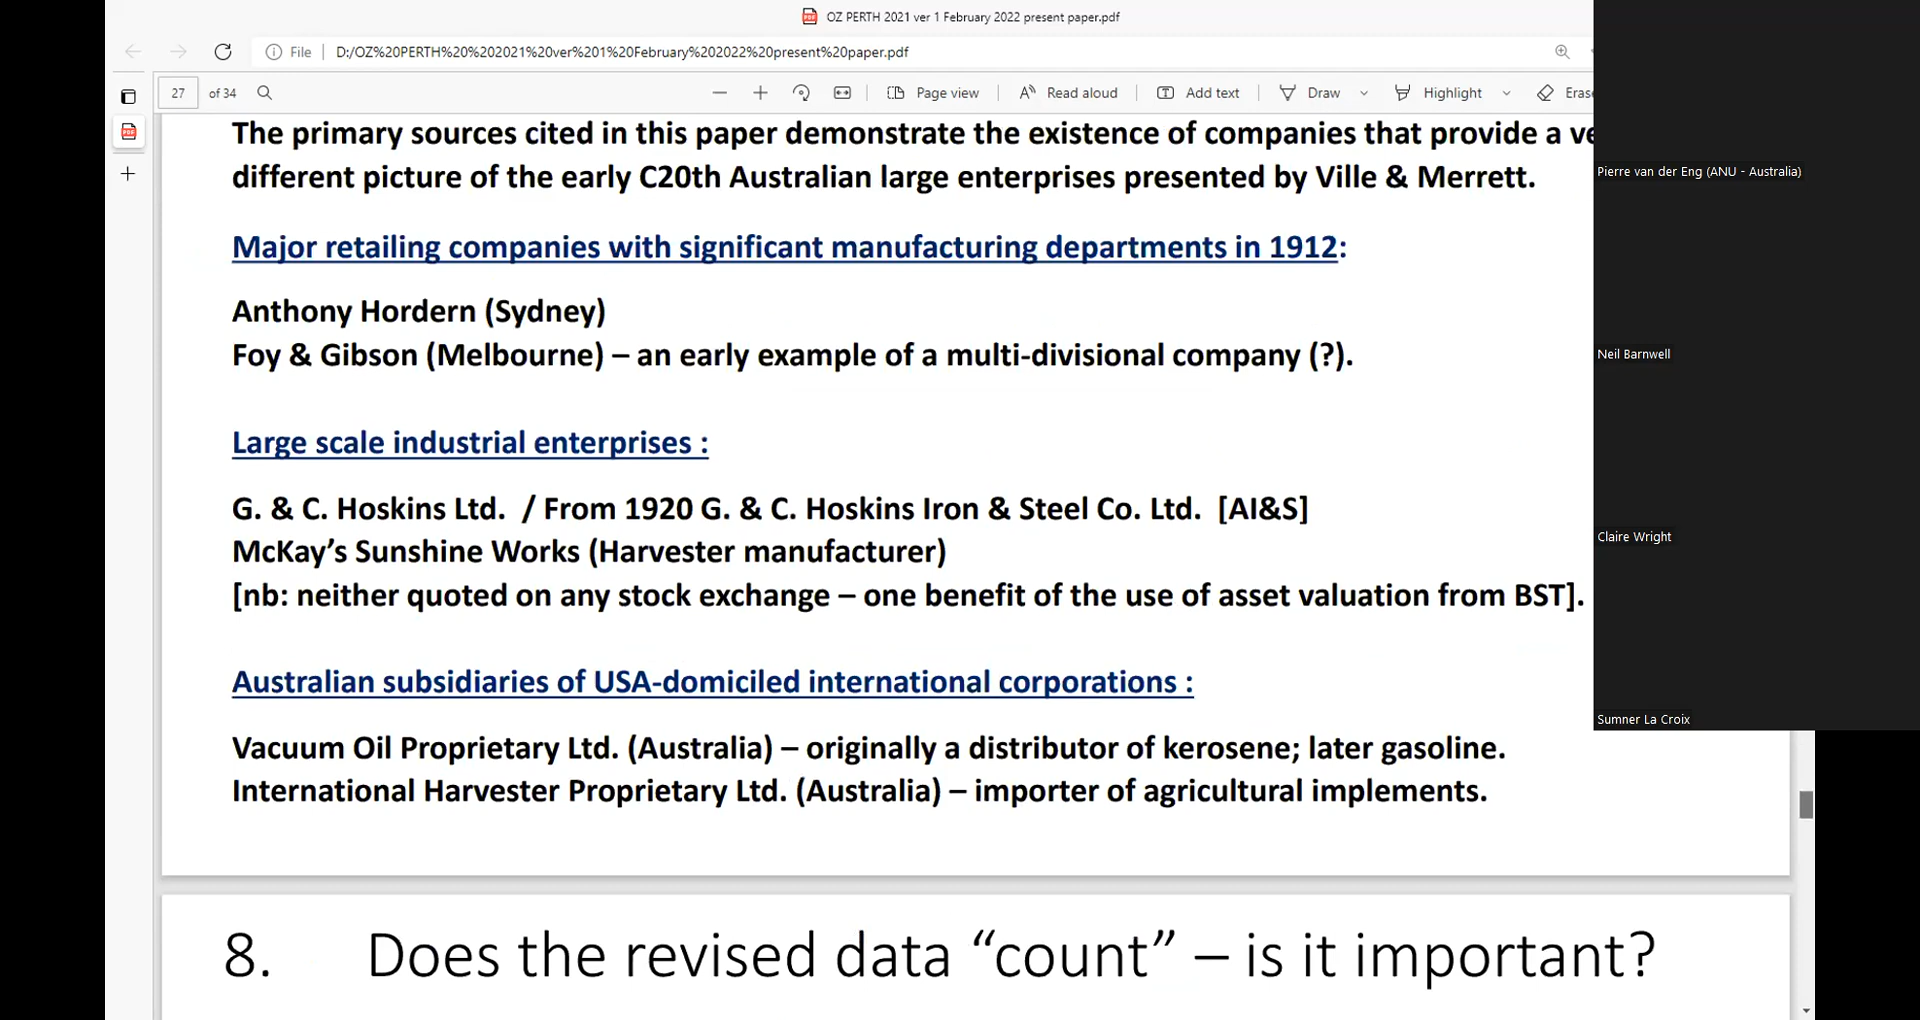 OZ PERTH 2021 ver 1 February 2022 present paper.pdf
File
D:/OZ%20PERTH%20%202021%20ver%201%20February%202022%20present%20paper.pdf
27 of 34
Page view
Read aloud
Add text
Draw
Highlight
Eras
The primary sources cited in this paper demonstrate the existence of companies that provide a ve
different picture of the early C20th Australian large enterprises presented by Ville & Merrett.
Major retailing companies with significant manufacturing departments in 1912:
Anthony Hordern (Sydney)
Foy & Gibson (Melbourne) – an early example of a multi-divisional company (?).
Large scale industrial enterprises :
G. & C. Hoskins Ltd. / From 1920 G. & C. Hoskins Iron & Steel Co. Ltd. [AI&S]
McKay’s Sunshine Works (Harvester manufacturer)
[nb: neither quoted on any stock exchange – one benefit of the use of asset valuation from BST].
Australian subsidiaries of USA-domiciled international corporations :
Vacuum Oil Proprietary Ltd. (Australia) – originally a distributor of kerosene; later gasoline.
International Harvester Proprietary Ltd. (Australia) – importer of agricultural implements.
8. Does the revised data “count” – is it important?
Pierre van der Eng (ANU - Australia)
Neil Barnwell
Claire Wright
Sumner La Croix